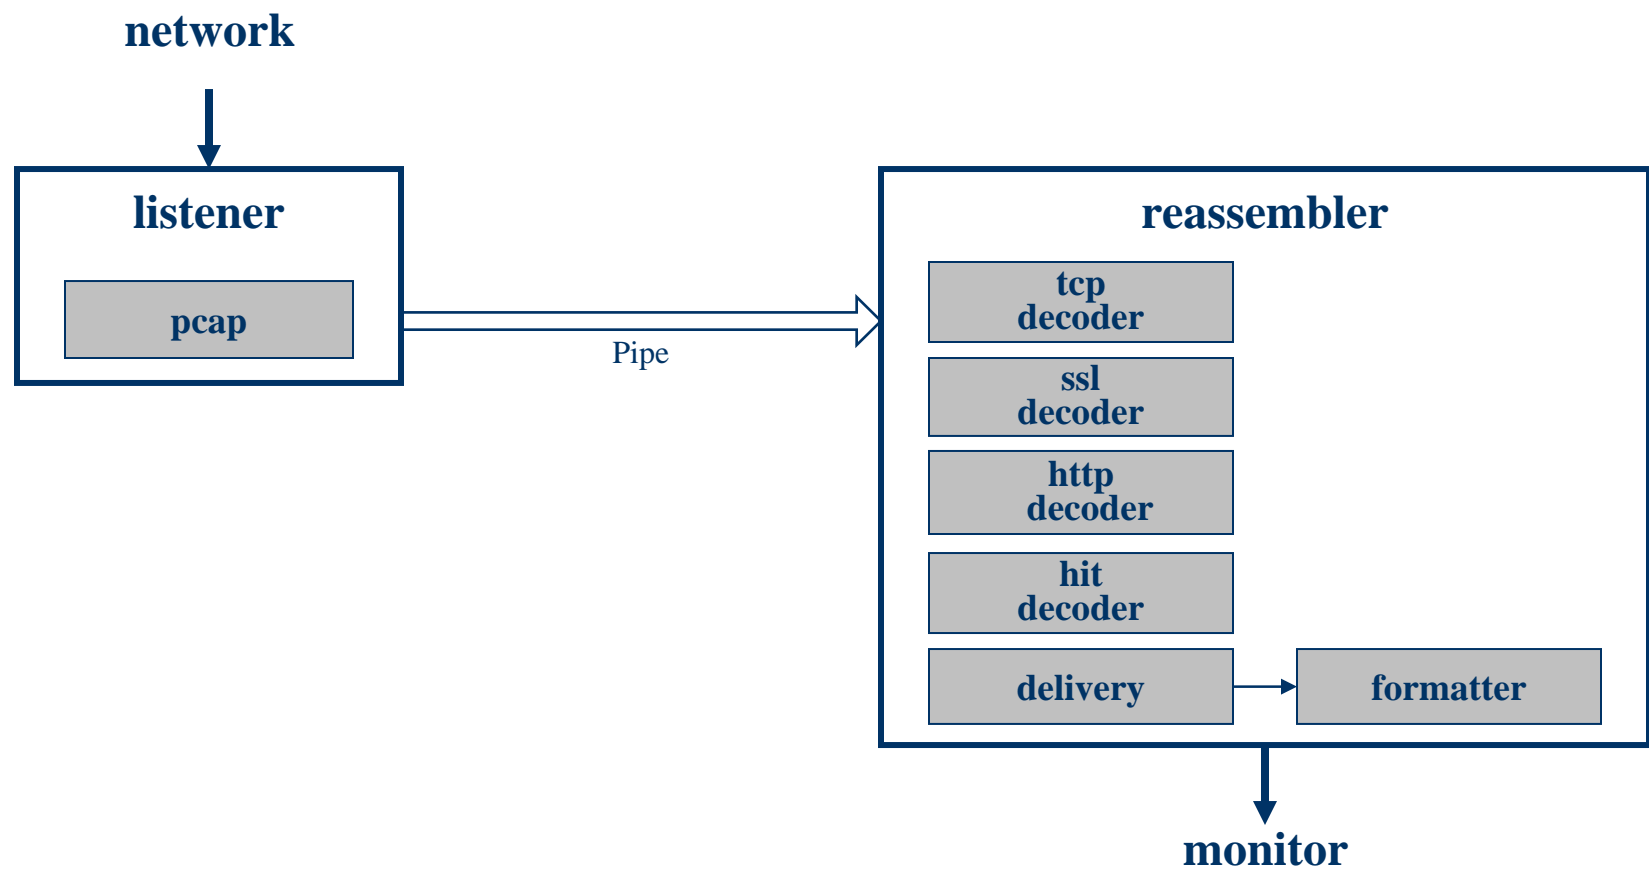 network
listener
pcap
Pipe
reassembler
tcp
decoder
ssl
decoder
http
decoder
hit
decoder
delivery
formatter
monitor